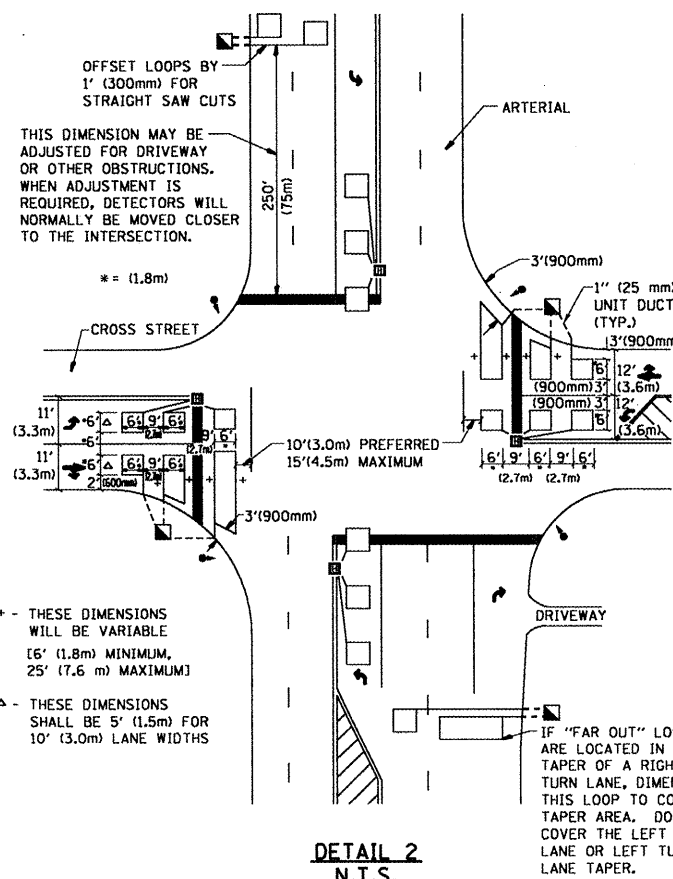 OFFSET LOOPS BY
1' (300mm) FOR
STRAIGHT SAW CUTS
ARTERIAL
THIS DIMENSION MAY BE
ADJUSTED FOR DRIVEWAY
OR OTHER OBSTRUCTIONS.
WHEN ADJUSTMENT IS
REQUIRED, DETECTORS WILL
NORMALLY BE MOVED CLOSER
TO THE INTERSECTION.
250'
(75m)
* = (1.8m)
3'(900mm)
1" (25 mm)
UNIT DUCT
(TYP.)
3'(900mm
CROSS STREET
*6'
12'
(3.6m)
(900mm) 3'
(900mm) 3'
12'
*6'
(3.6m)
11'
(3.3m)
*6'
△
6'
9'
6'
(2.7m)
*6'
9'
6'
(2.7m)
11'
(3.3m)
*6'
△
6'
9'
6'
(2.7m)
2'
(600mm)
10'(3.0m) PREFERRED
15'(4.5m) MAXIMUM
6' 9' 6' 9' 6'
(2.7m) (2.7m)
3'(900mm)
+ - THESE DIMENSIONS
WILL BE VARIABLE
[6' (1.8m) MINIMUM,
25' (7.6 m) MAXIMUM]
△ - THESE DIMENSIONS
SHALL BE 5' (1.5m) FOR
10' (3.0m) LANE WIDTHS
DRIVEWAY
IF "FAR OUT" LO
ARE LOCATED IN
TAPER OF A RIGH
TURN LANE, DIME
THIS LOOP TO CO
TAPER AREA. DO
COVER THE LEFT
LANE OR LEFT TU
LANE TAPER.
DETAIL 2
N.T.S.